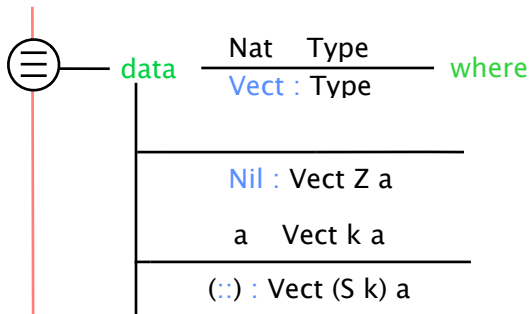 Nat Type
data where
Vect : Type
Nil : Vect Z a
a Vect k a
(::) : Vect (S k) a